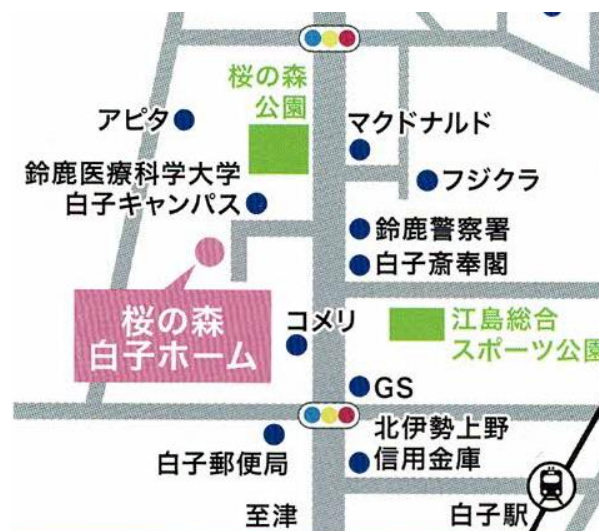 桜の森
公園
アピタ
マクドナルド
鈴鹿医療科学大学
白子キャンパス
フジクラ
鈴鹿警察署
白子斎奉閣
桜の森
白子ホーム
コメリ
江島総合
スポーツ公園
GS
北伊勢上野
信用金庫
白子郵便局
至津
白子駅